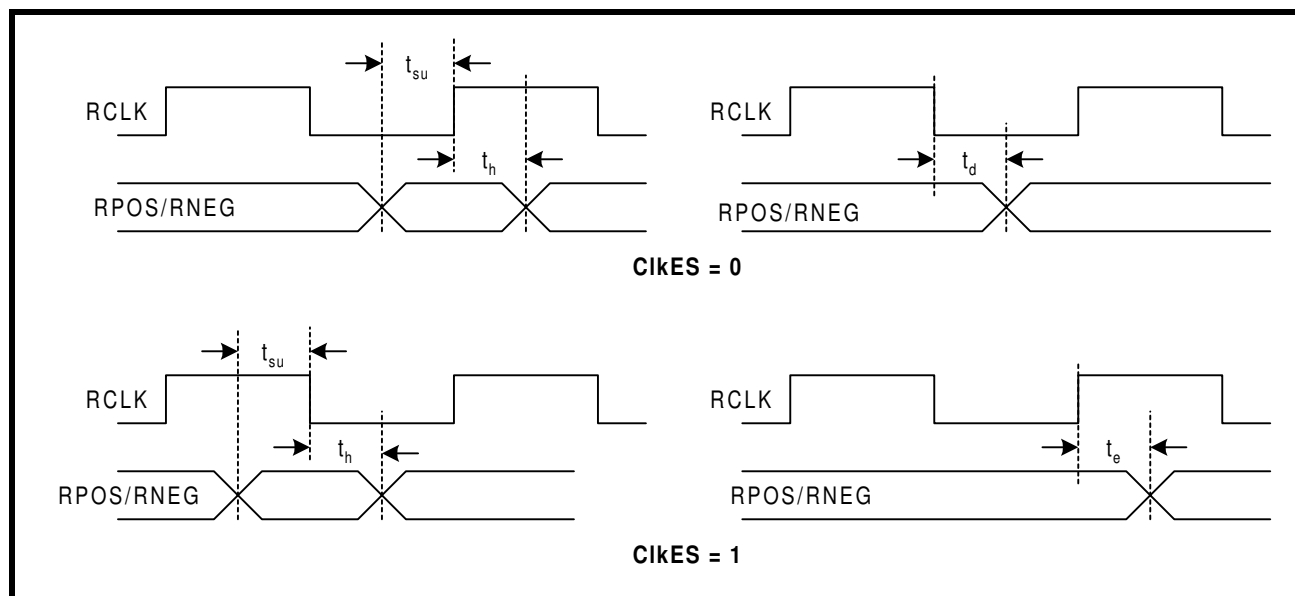 t_su
RCLK
t_h
RPOS/RNEG
RCLK
t_d
RPOS/RNEG
ClkES = 0
t_su
RCLK
t_h
RPOS/RNEG
RCLK
t_e
RPOS/RNEG
ClkES = 1